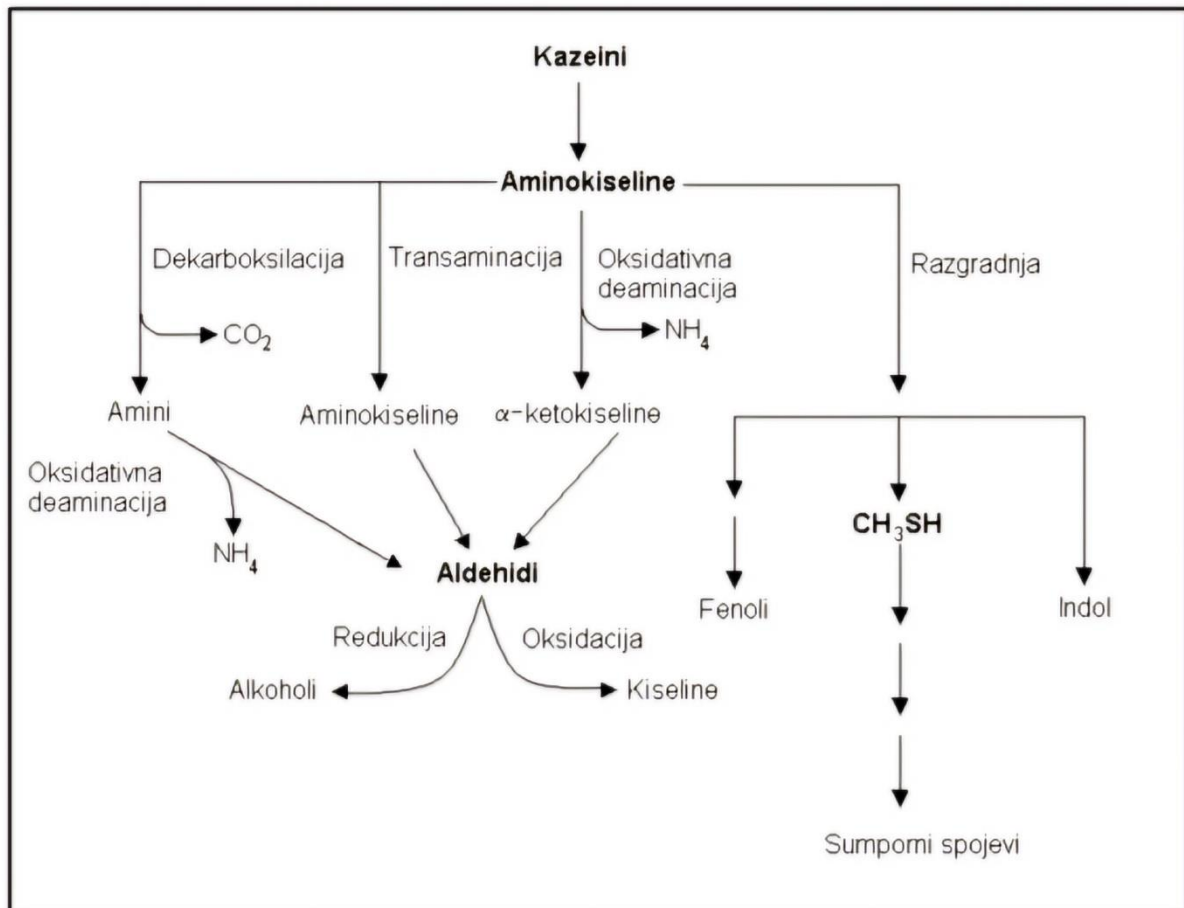 Kazeini
Aminokiseline
Dekarboksilacija
Transaminacija
Oksidativna
deaminacija
Razgradnja
CO₂
NH₄
Amini
Aminokiseline
α-ketokiseline
Oksidativna
deaminacija
NH₄
CH₃SH
Aldehidi
Fenoli
Indol
Redukcija
Oksidacija
Alkoholi
Kiseline
Sumporni spojevi